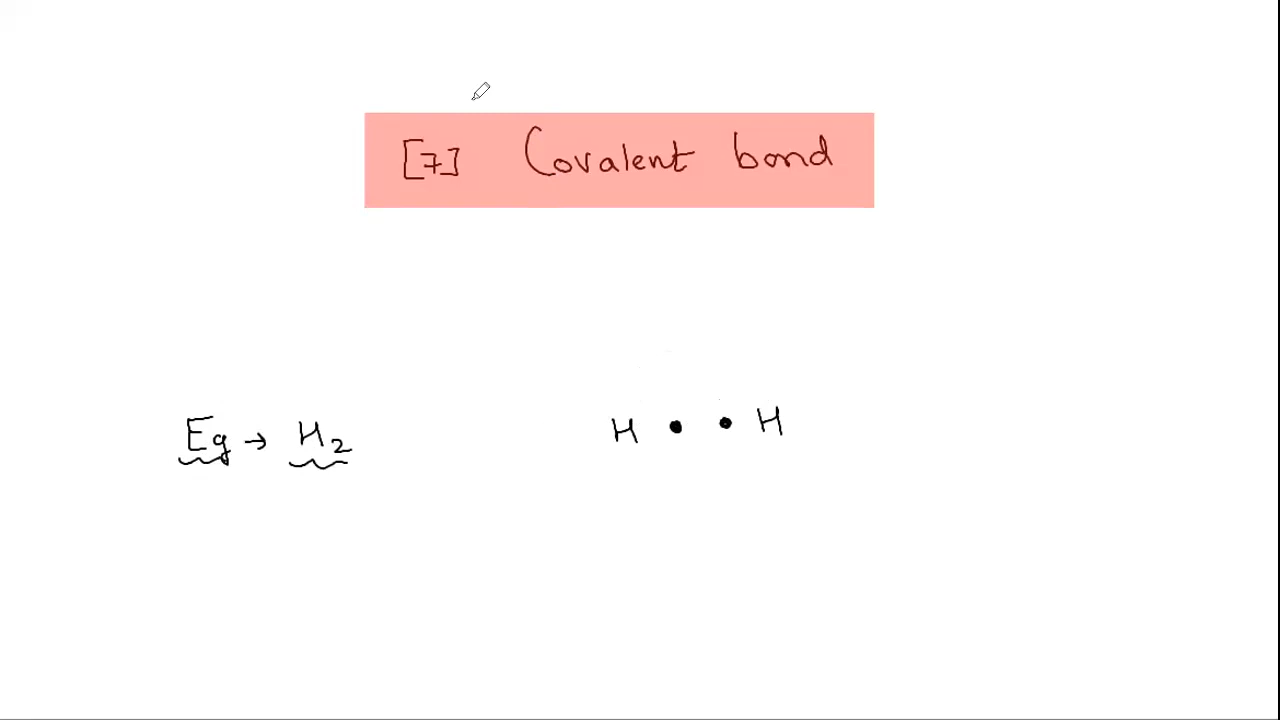 [7] Covalent bond
Eg → H₂
H • • H